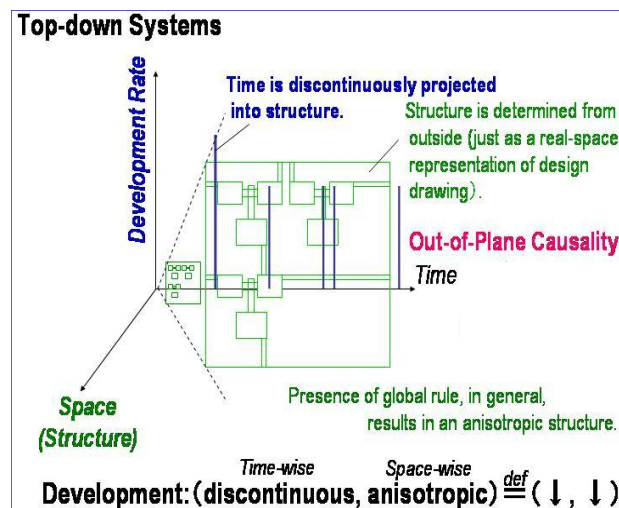 Top-down Systems
Development Rate
Time is discontinuously projected
into structure.
Structure is determined from
outside (just as a real-space
representation of design
drawing).
Out-of-Plane Causality
Time
Space
(Structure)
Presence of global rule, in general,
results in an anisotropic structure.
Time-wise Space-wise
Development: (discontinuous, anisotropic) def= (↓, ↓)